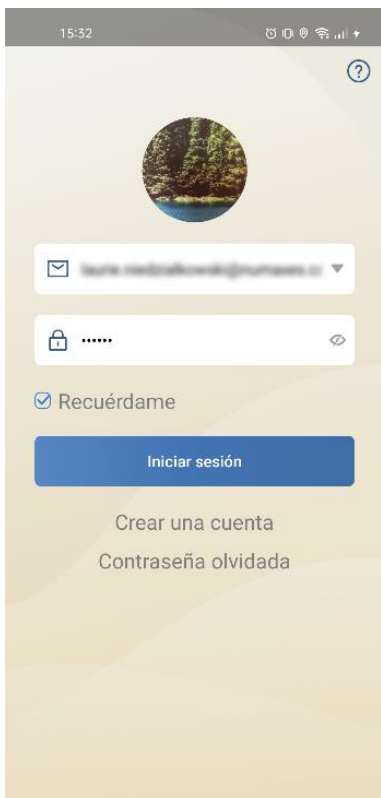 15:32
••••••
Recuérdame
Iniciar sesión
Crear una cuenta
Contraseña olvidada